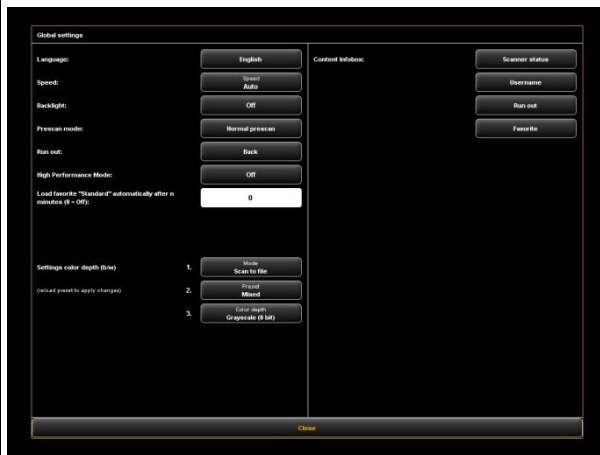 Global settings
Language: English
Speed: Speed
Auto
Backlight: Off
Prescan mode: Normal prescan
Run out: Back
High Performance Mode: Off
Load favorite "Standard" automatically after n
minutes (0 = Off): 0
Settings color depth (b/w) 1. Mode
Scan to file
(reload preset to apply changes) 2. Preset
Mixed
3. Color depth
Grayscale (8 bit)
Content Infobox: Scanner status
Username
Run out
Favorite
Close